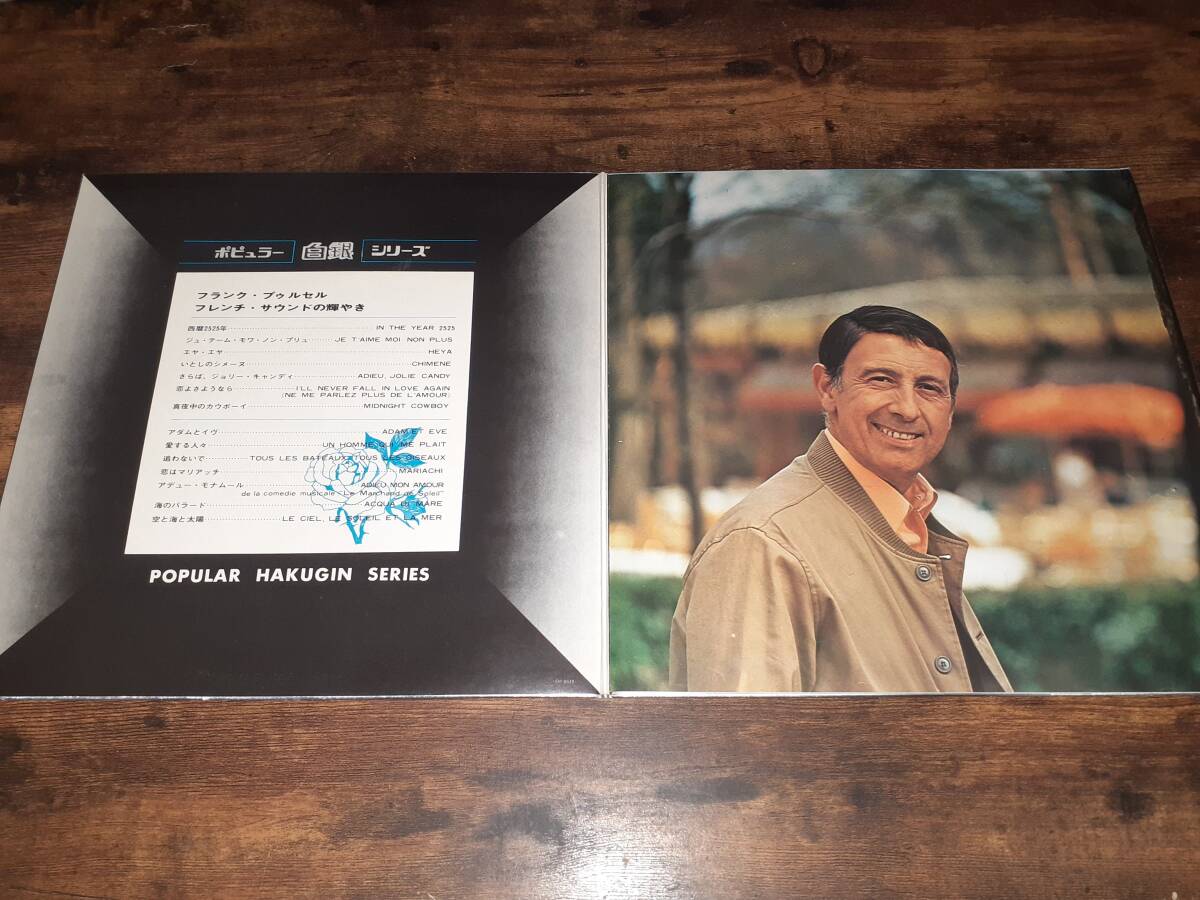 ポピュラー 白銀 シリーズ
フランク・プゥルセル
フレンチ・サウンドの輝やき
西暦2525年 IN THE YEAR 2525
ジュ・テーム・モワ・ノン・プリュ JE T'AIME MOI NON PLUS
エヤ・エヤ HEYA
いとしのシメーヌ CHIMENE
さらば、ジョリー・キャンディ ADIEU, JOLIE CANDY
恋よさようなら I'LL NEVER FALL IN LOVE AGAIN
(NE ME PARLEZ PLUS DE L'AMOUR)
真夜中のカウボーイ MIDNIGHT COWBOY
アダムとイヴ ADAM ET EVE
愛する人々 UN HOMME QUI ME PLAIT
追わないで TOUS LES BATEAUX, TOUS LES OISEAUX
恋はマリアッチ MARIACHI
アデュー・モナムール ADIEU MON AMOUR
de la comedie musicale "Le Marchand de Soleil"
海のバラード ACQUA DI MARE
空と海と太陽 LE CIEL, LE SOLEIL ET LA MER
POPULAR HAKUGIN SERIES